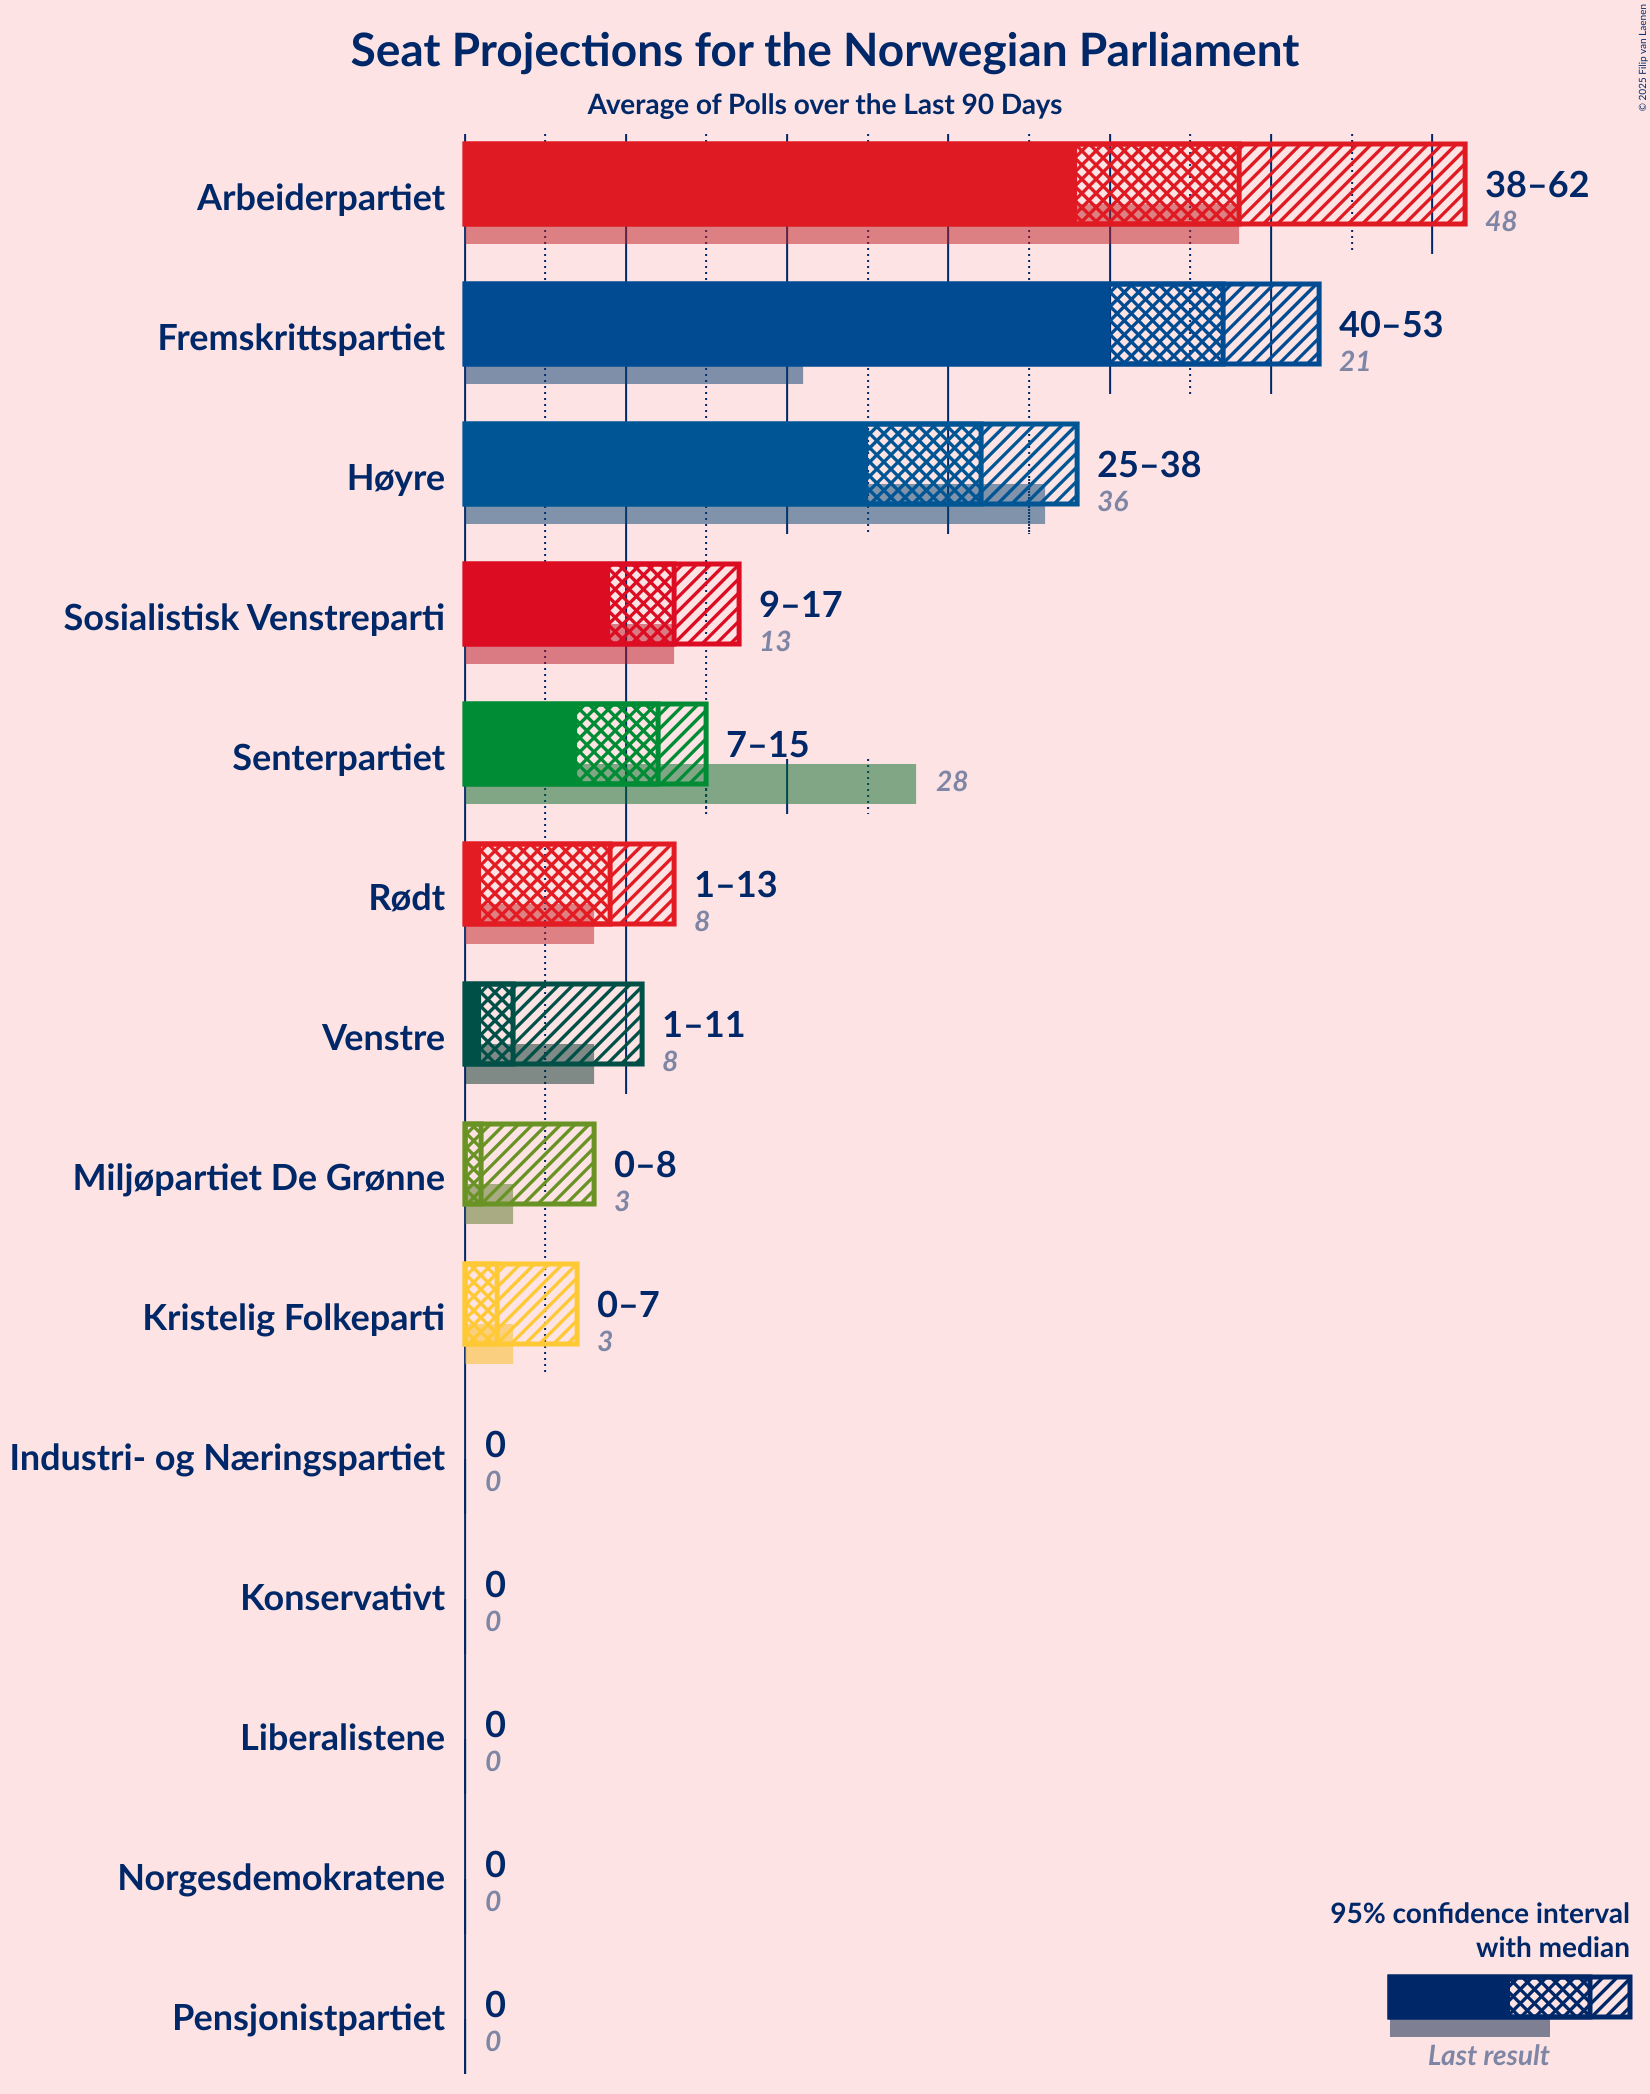 Seat Projections for the Norwegian Parliament
Average of Polls over the Last 90 Days
© 2025 Filip van Laenen
Arbeiderpartiet
38–62
48
Fremskrittspartiet
40–53
21
Høyre
25–38
36
Sosialistisk Venstreparti
9–17
13
Senterpartiet
7–15
28
Rødt
1–13
8
Venstre
1–11
8
Miljøpartiet De Grønne
0–8
3
Kristelig Folkeparti
0–7
3
Industri- og Næringspartiet
0
0
Konservativt
0
0
Liberalistene
0
0
Norgesdemokratene
0
0
Pensjonistpartiet
0
0
95% confidence interval
with median
Last result